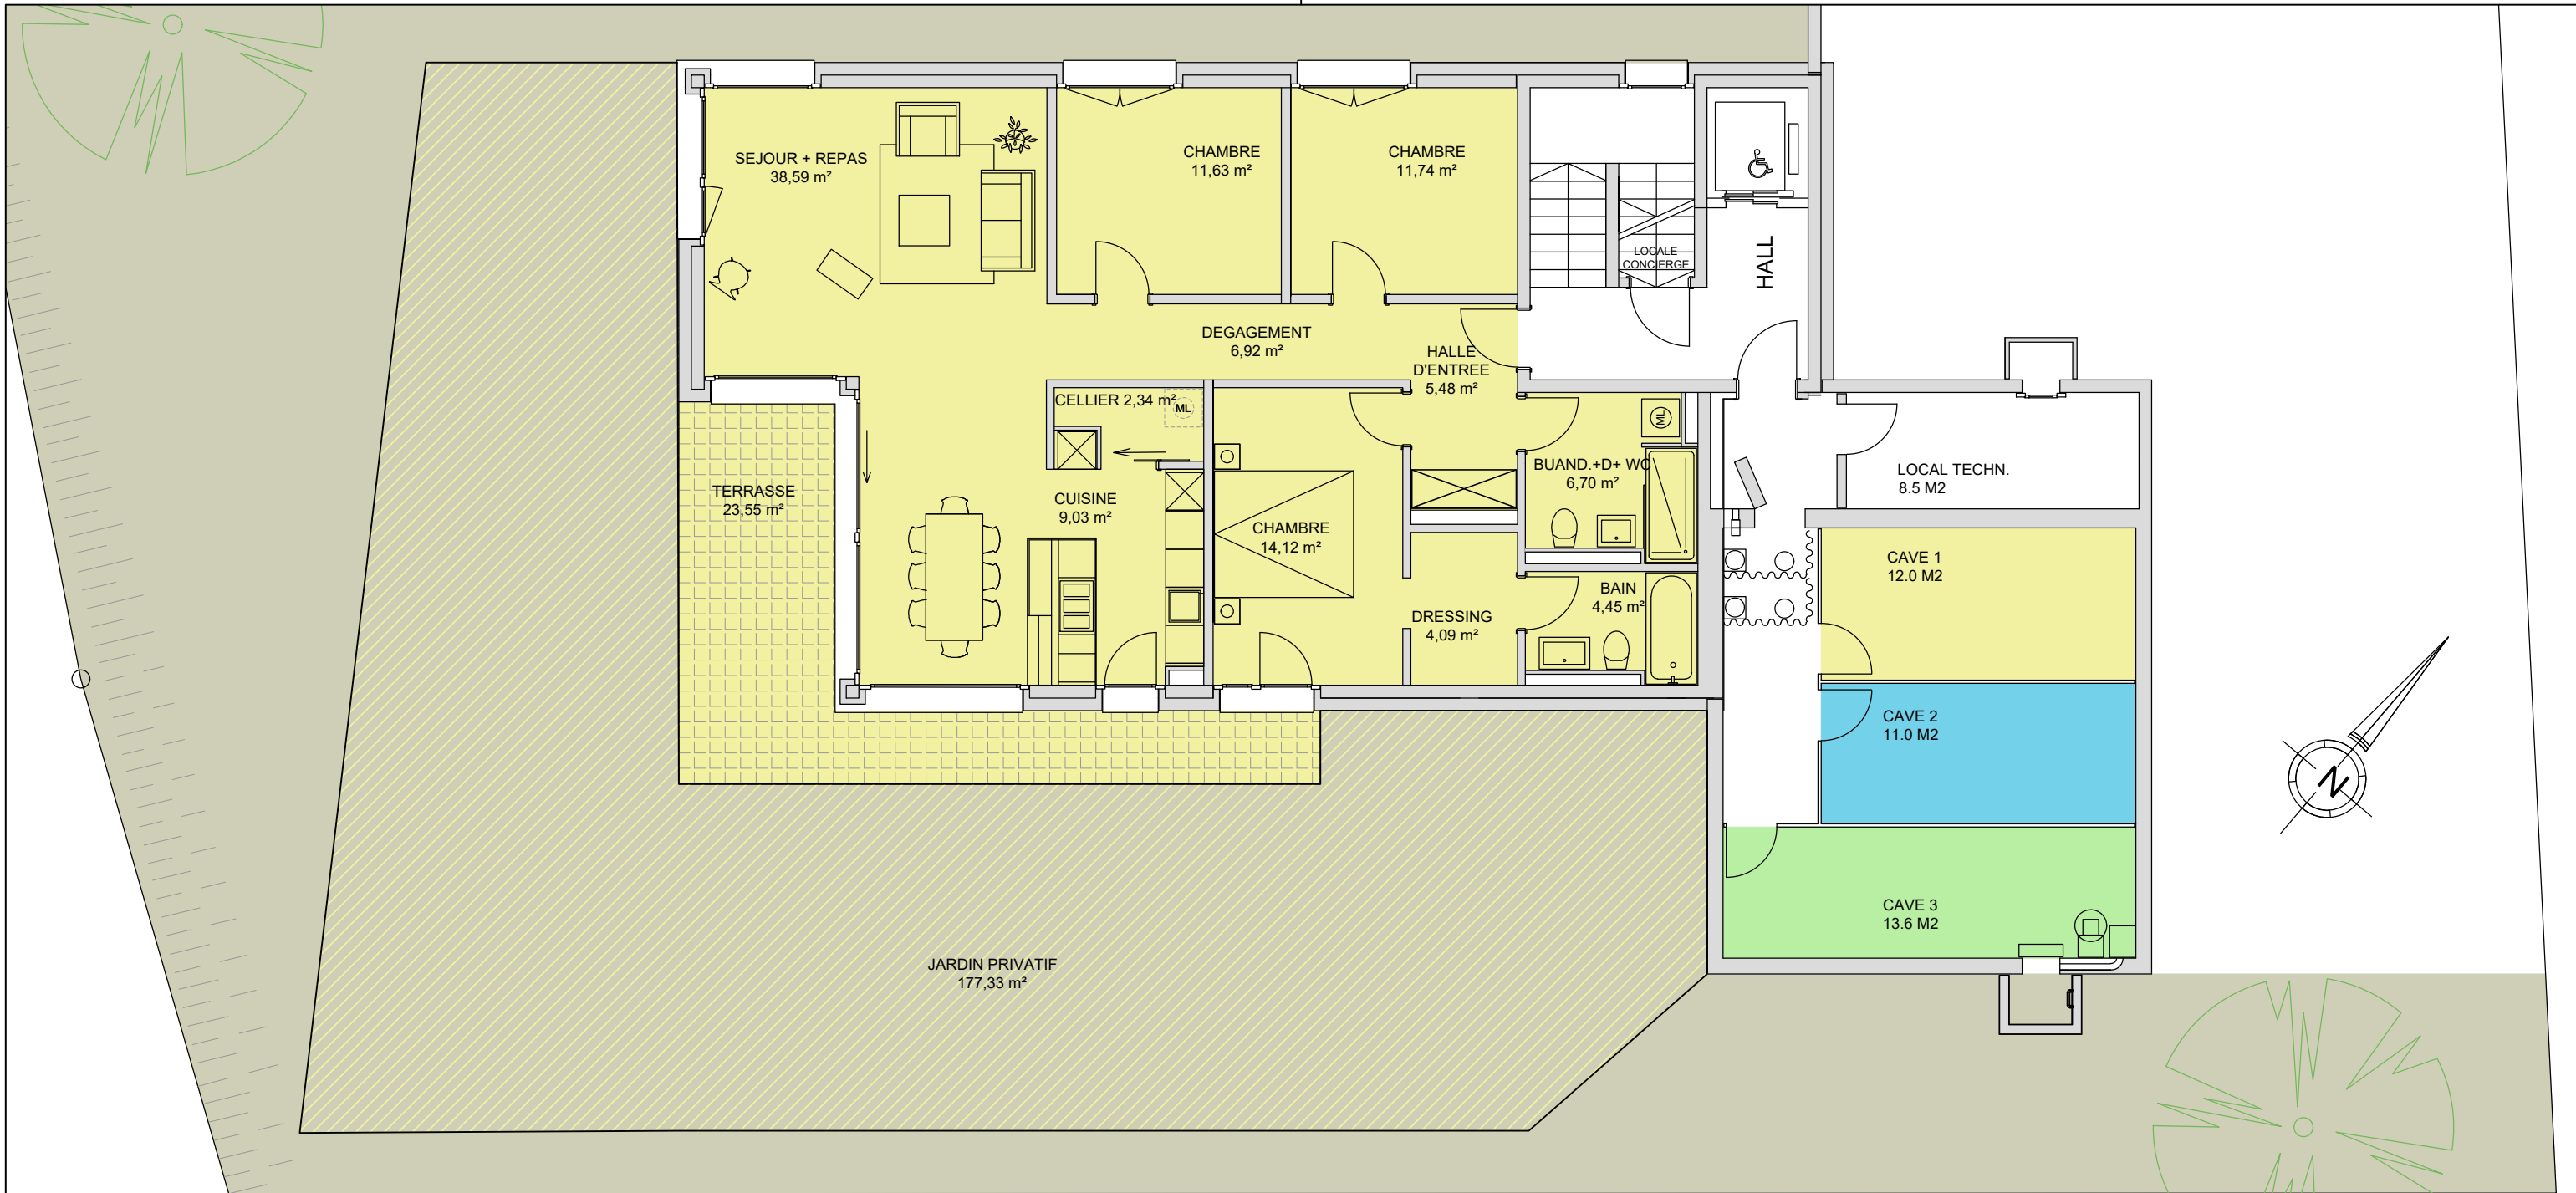 SEJOUR + REPAS
38,59 m²
CHAMBRE
11,63 m²
CHAMBRE
11,74 m²
LOCALE
CONCIERGE
HALL
DEGAGEMENT
6,92 m²
HALLE
D'ENTREE
5,48 m²
CELLIER 2,34 m²
ML
ML
TERRASSE
23,55 m²
CUISINE
9,03 m²
CHAMBRE
14,12 m²
BUAND.+D+ WC
6,70 m²
LOCAL TECHN.
8.5 M2
DRESSING
4,09 m²
BAIN
4,45 m²
CAVE 1
12.0 M2
CAVE 2
11.0 M2
CAVE 3
13.6 M2
N
JARDIN PRIVATIF
177,33 m²